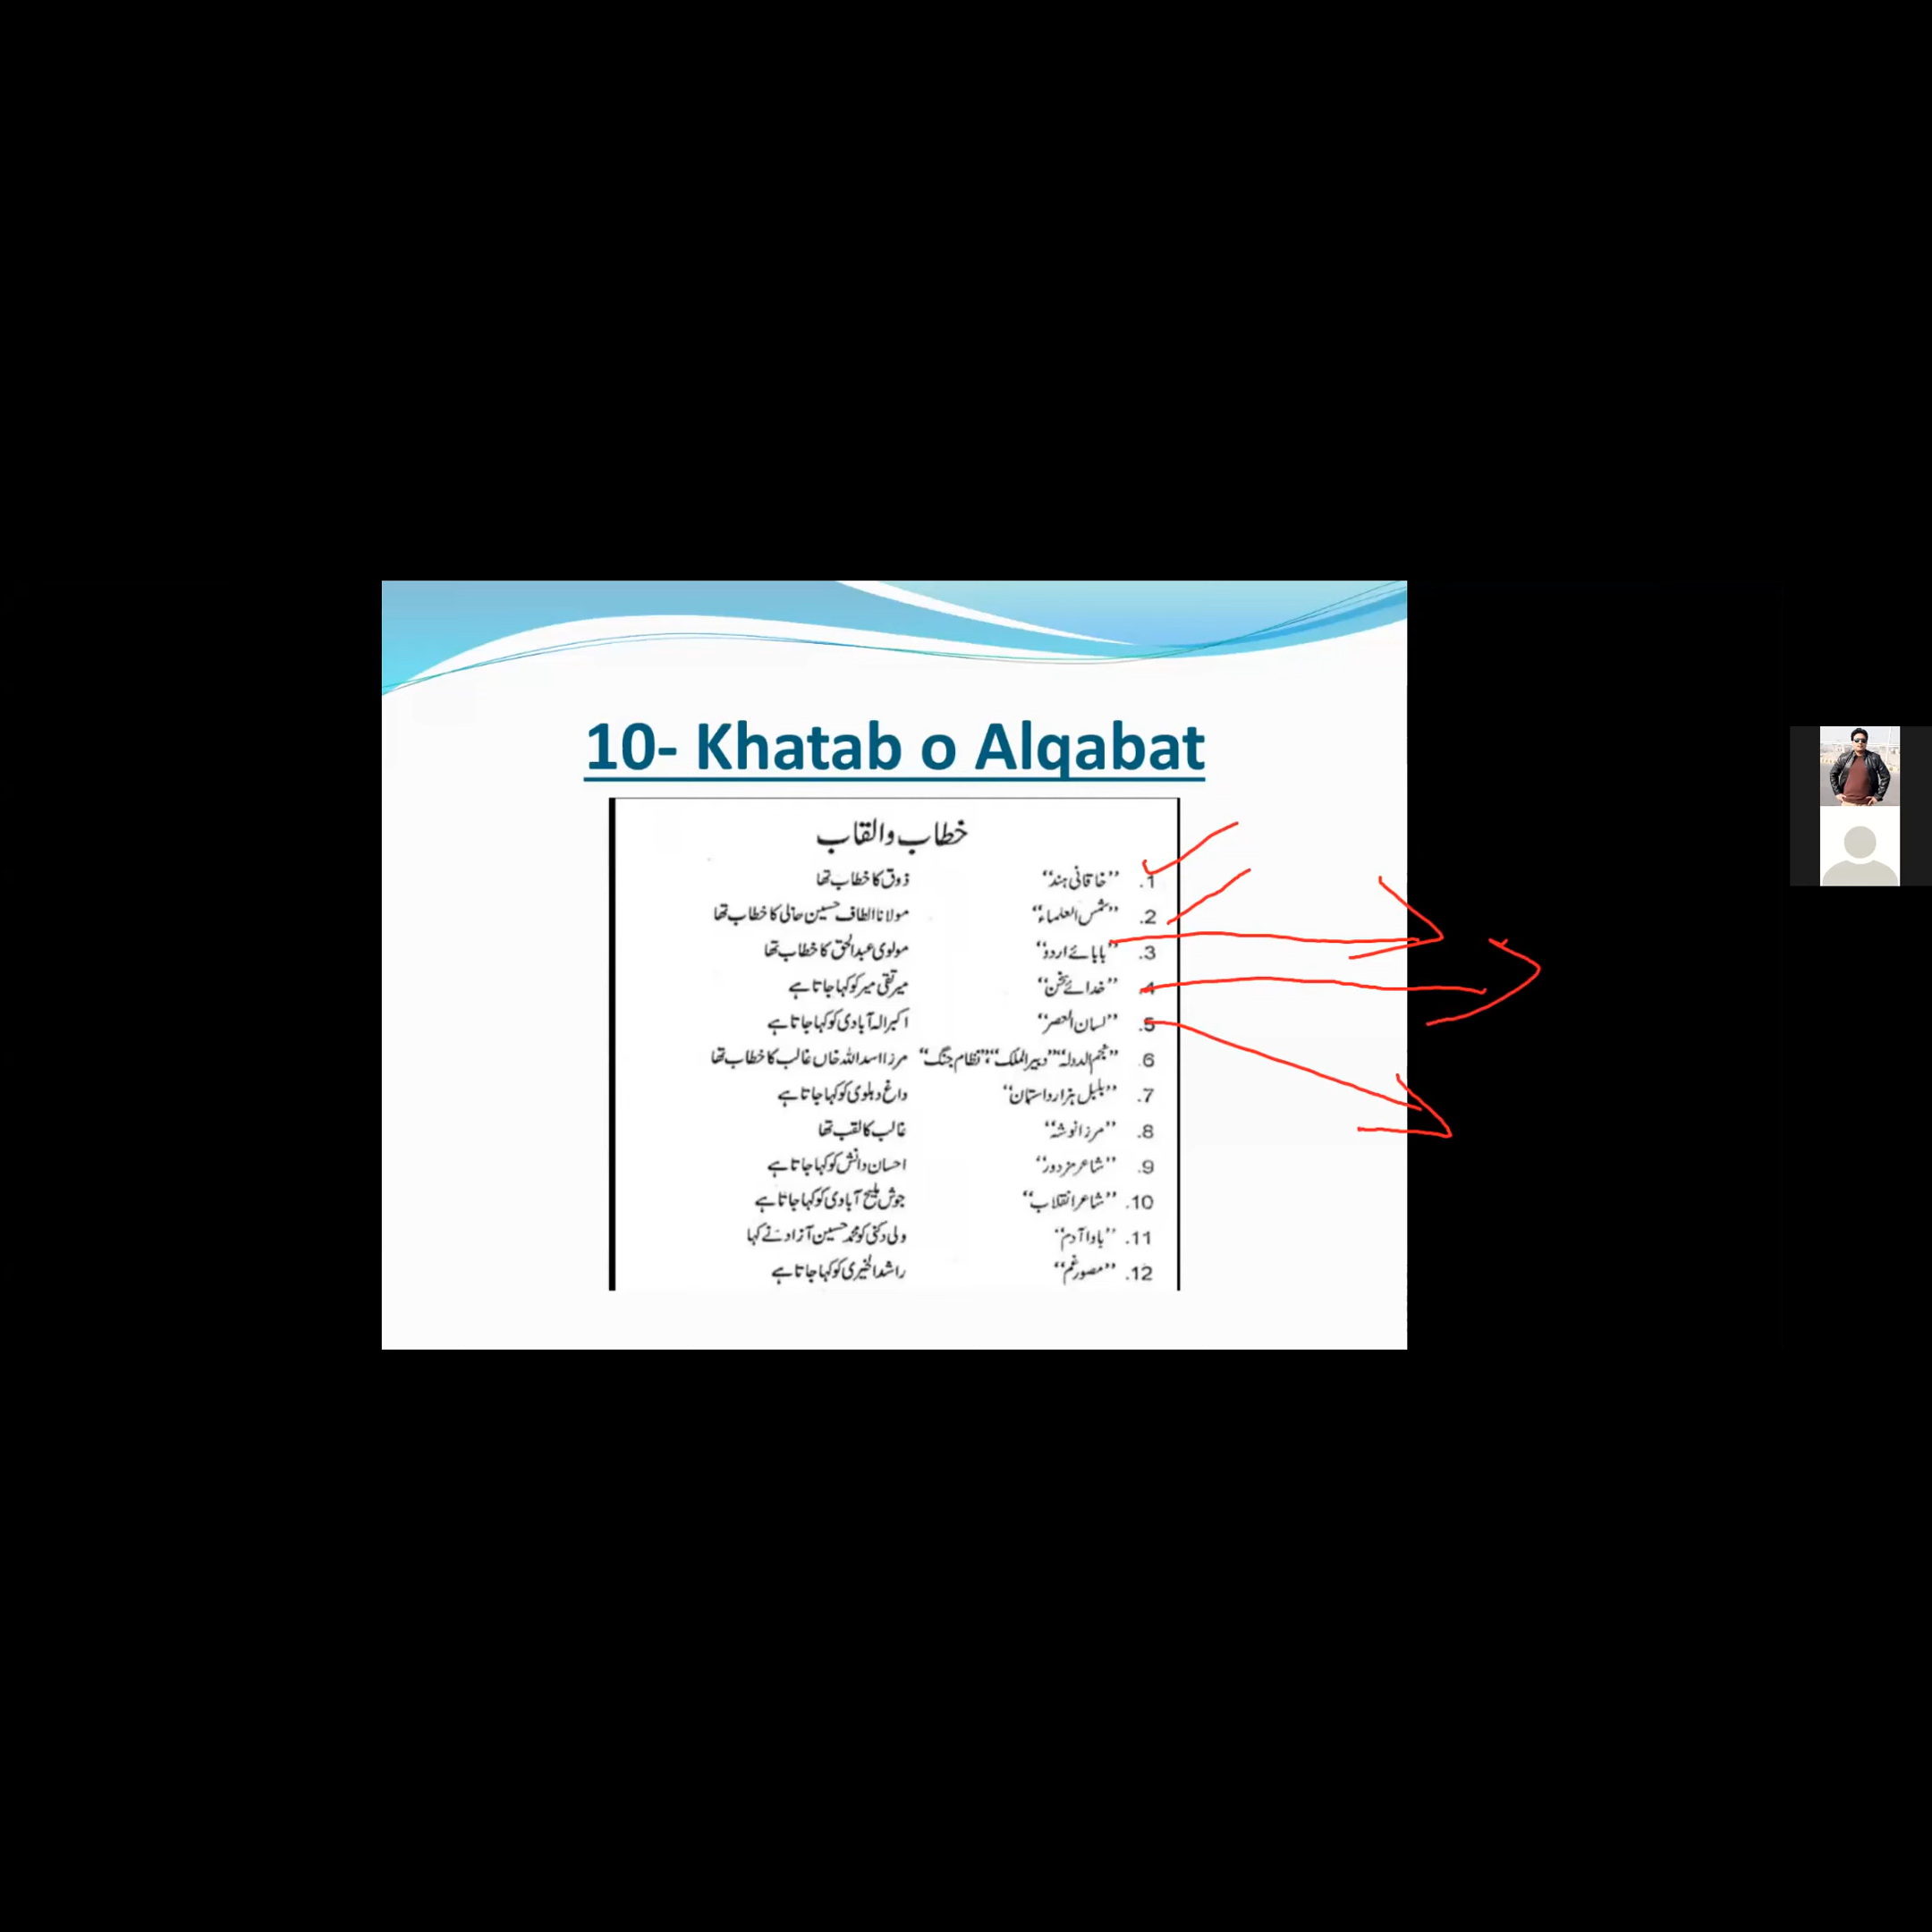 10- Khatab o Alqabat
خطاب والقاب
1. ”خاقانی ہند“ ذوق کا خطاب تھا
2. ”شمس العلماء“ مولانا الطاف حسین حالی کا خطاب تھا
3. ”بابائے اردو“ مولوی عبدالحق کا خطاب تھا
4. ”خدائے سخن“ میر تقی میر کو کہا جاتا ہے
5. ”لسان العصر“ اکبر الہ آبادی کو کہا جاتا ہے
6. ”نجم الدولہ“ ”دبیر الملک“ ”نظام جنگ“ مرزا اسد اللہ خاں غالب کا خطاب تھا
7. ”بلبل ہزار داستان“ داغ دہلوی کو کہا جاتا ہے
8. ”مرزا نوشہ“ غالب کا لقب تھا
9. ”شاعر مزدور“ احسان دانش کو کہا جاتا ہے
10. ”شاعر انقلاب“ جوش ملیح آبادی کو کہا جاتا ہے
11. ”باوا آدم“ ولی دکنی کو محمد حسین آزاد نے کہا
12. ”مصور غم“ راشد الخیری کو کہا جاتا ہے